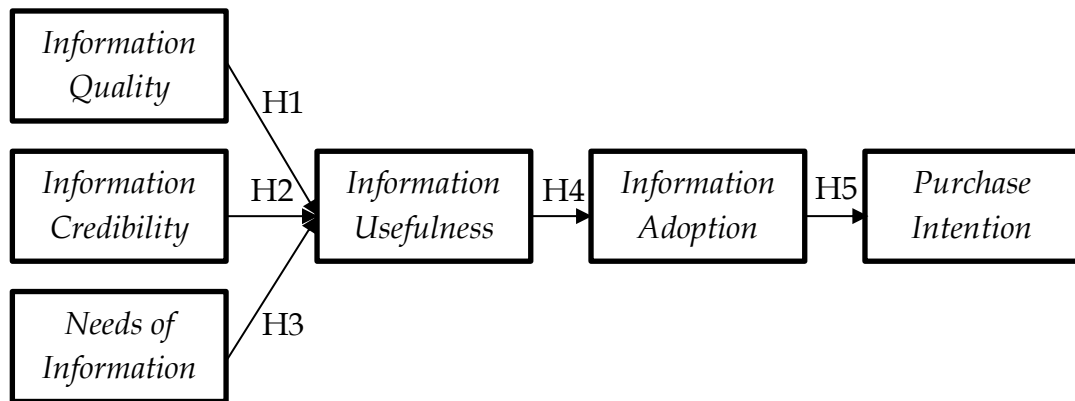 Information
Quality
H1
Information
Credibility
H2
Needs of
Information
H3
Information
Usefulness
H4
Information
Adoption
H5
Purchase
Intention